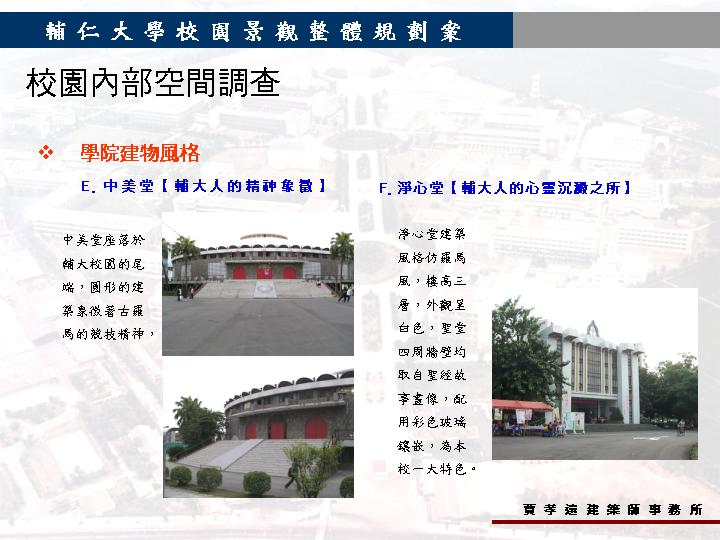 輔仁大學校園景觀整體規劃案
校園內部空間調查
學院建物風格
E. 中美堂【輔大人的精神象徵】
中美堂座落於
輔大校園的尾
端，圓形的建
築象徵著古羅
馬的競技精神，
F. 淨心堂【輔大人的心靈沉澱之所】
淨心堂建築
風格仿羅馬
風，樓高三
層，外觀呈
白色，聖堂
四周牆壁均
取自聖經故
事畫像，配
用彩色玻璃
鑲嵌，為本
校一大特色。
賈孝遠建築師事務所